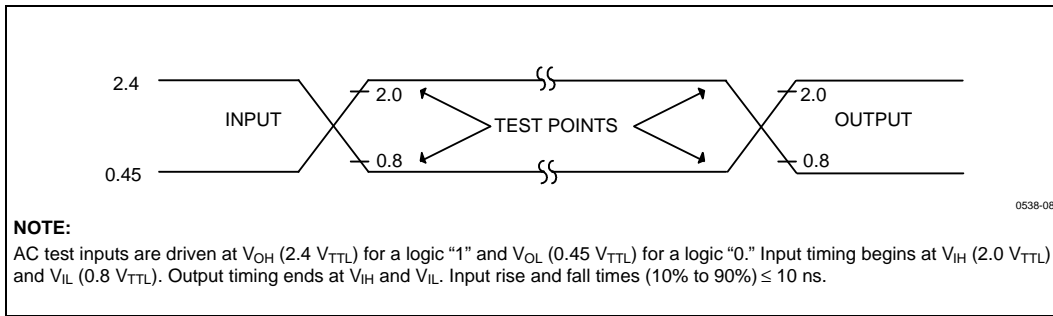 2.4
2.0
2.0
INPUT
TEST POINTS
OUTPUT
0.8
0.8
0.45
0538-08
NOTE:
AC test inputs are driven at VOH (2.4 VTTL) for a logic “1” and VOL (0.45 VTTL) for a logic “0.” Input timing begins at VIH (2.0 VTTL)
and VIL (0.8 VTTL). Output timing ends at VIH and VIL. Input rise and fall times (10% to 90%) ≤ 10 ns.